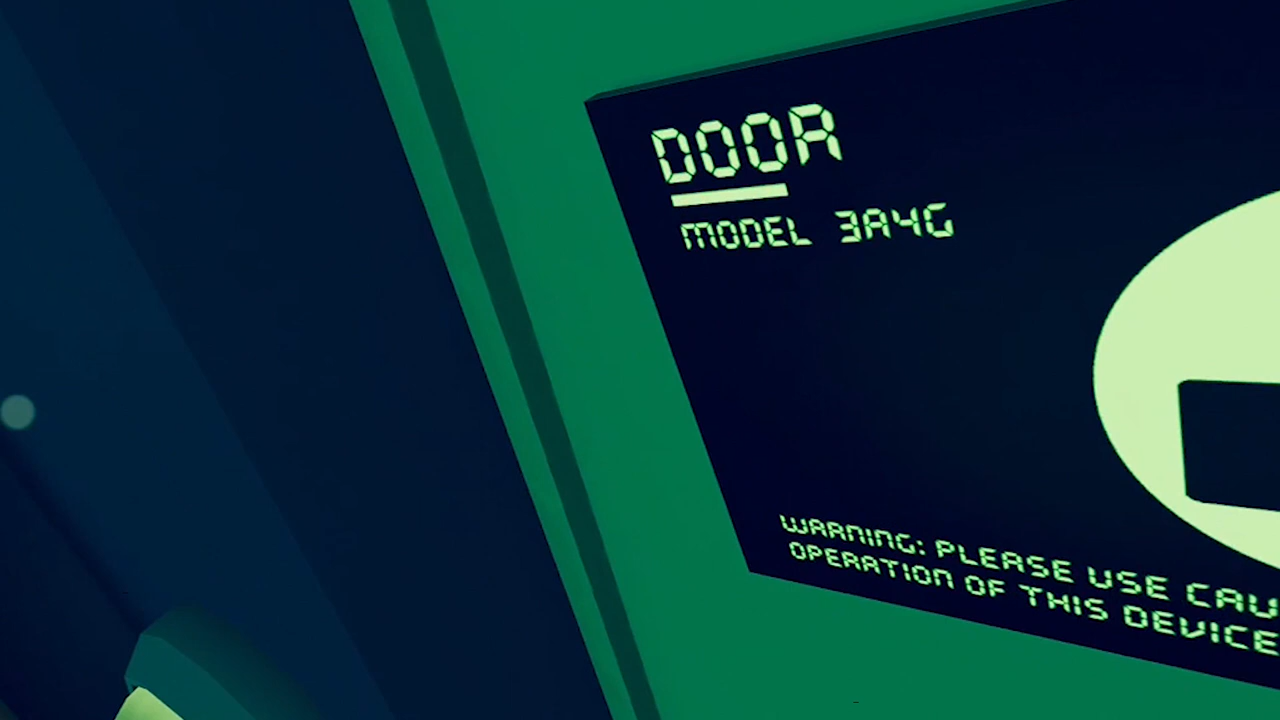 DOOR
MODEL 3A4G
WARNING: PLEASE USE
OPERATION OF THIS DEVICE